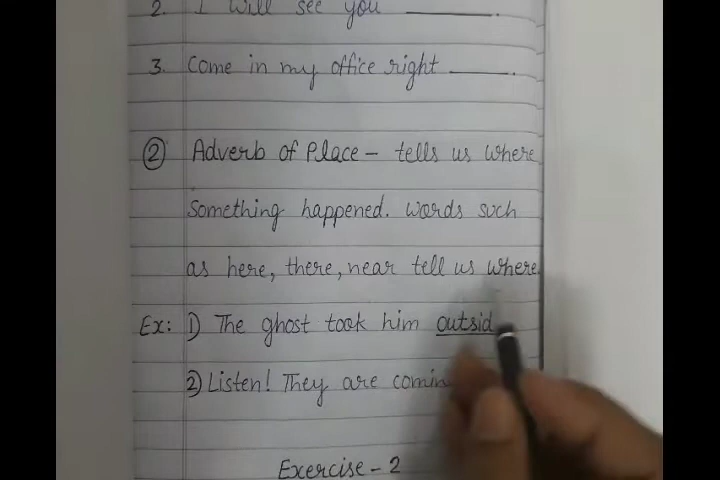 2. I will see you ______.
3. Come in my office right ______.
② Adverb of Place - tells us where
Something happened. Words such
as here, there, near tell us where.
Ex: 1) The ghost took him outsid
2) Listen! They are comin
Exercise - 2